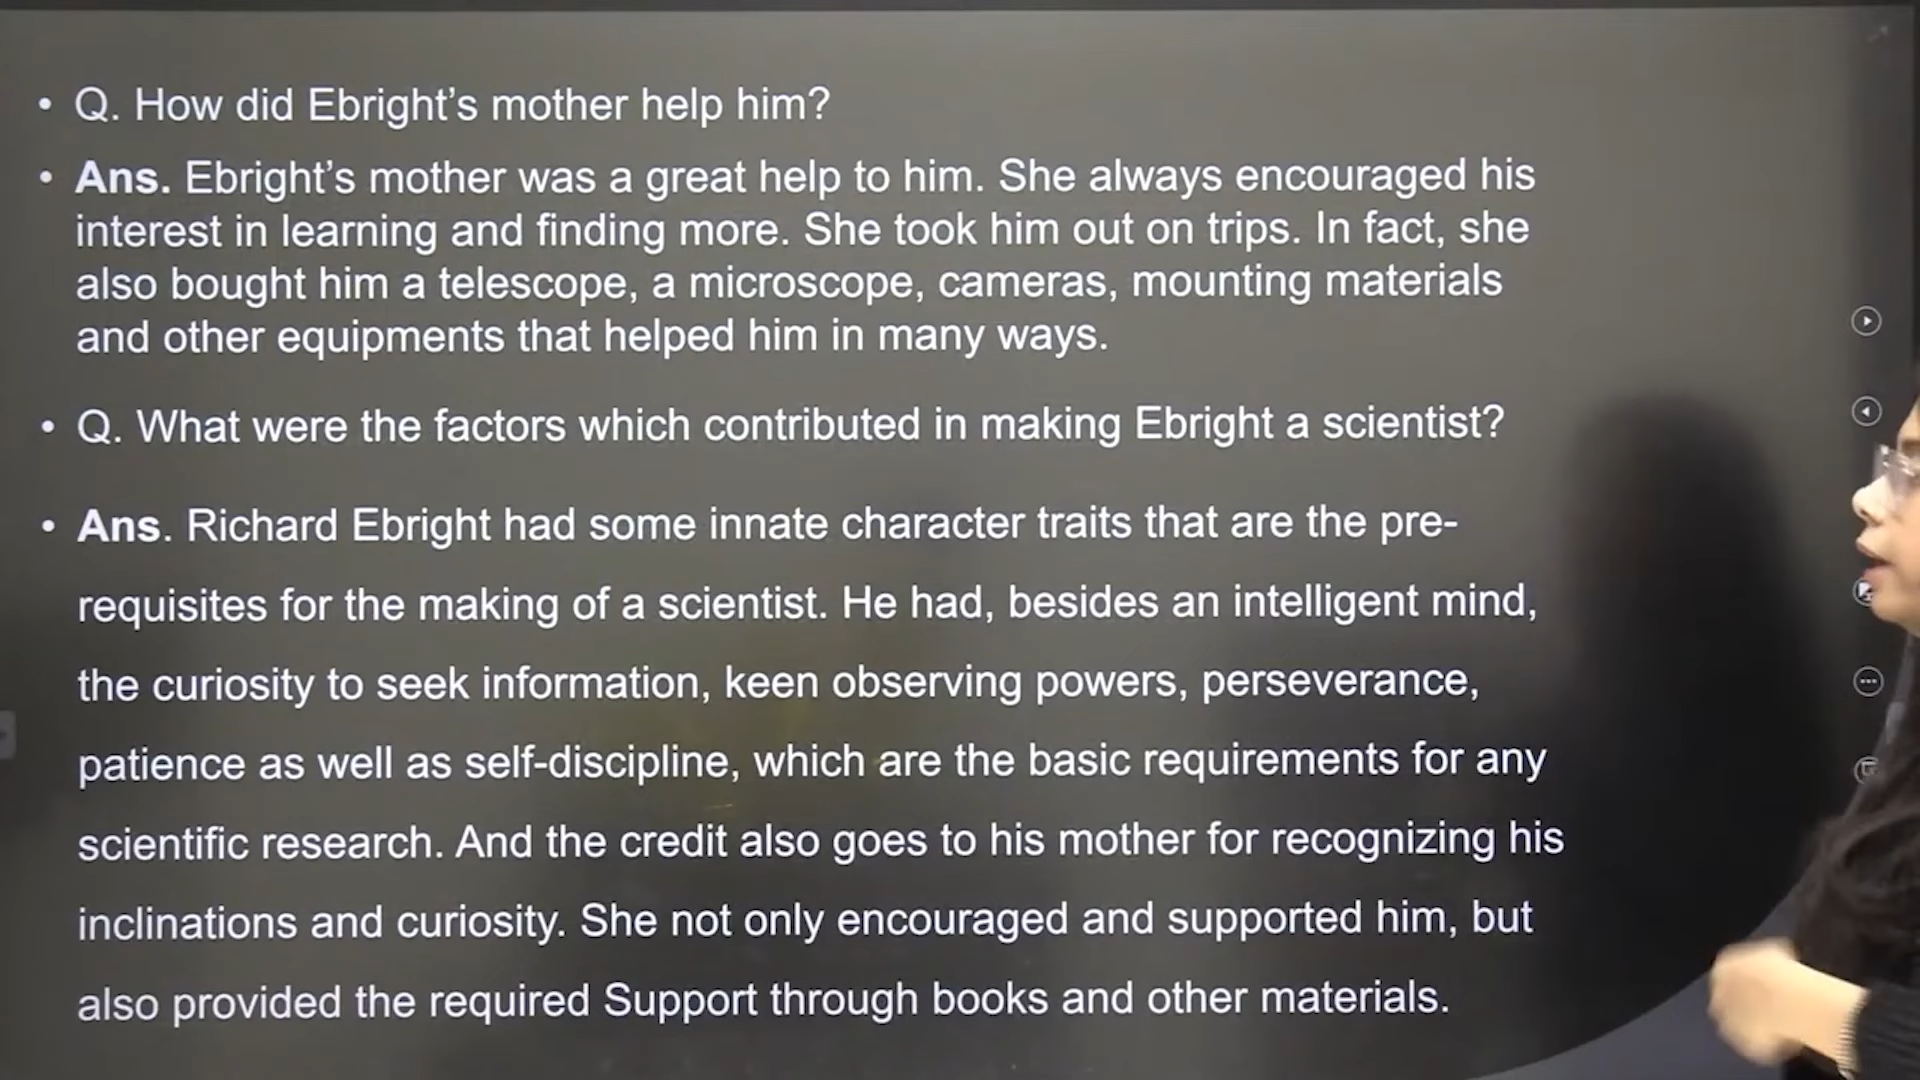 • Q. How did Ebright's mother help him?
• Ans. Ebright's mother was a great help to him. She always encouraged his
interest in learning and finding more. She took him out on trips. In fact, she
also bought him a telescope, a microscope, cameras, mounting materials
and other equipments that helped him in many ways.
• Q. What were the factors which contributed in making Ebright a scientist?
• Ans. Richard Ebright had some innate character traits that are the pre-
requisites for the making of a scientist. He had, besides an intelligent mind,
the curiosity to seek information, keen observing powers, perseverance,
patience as well as self-discipline, which are the basic requirements for any
scientific research. And the credit also goes to his mother for recognizing his
inclinations and curiosity. She not only encouraged and supported him, but
also provided the required Support through books and other materials.